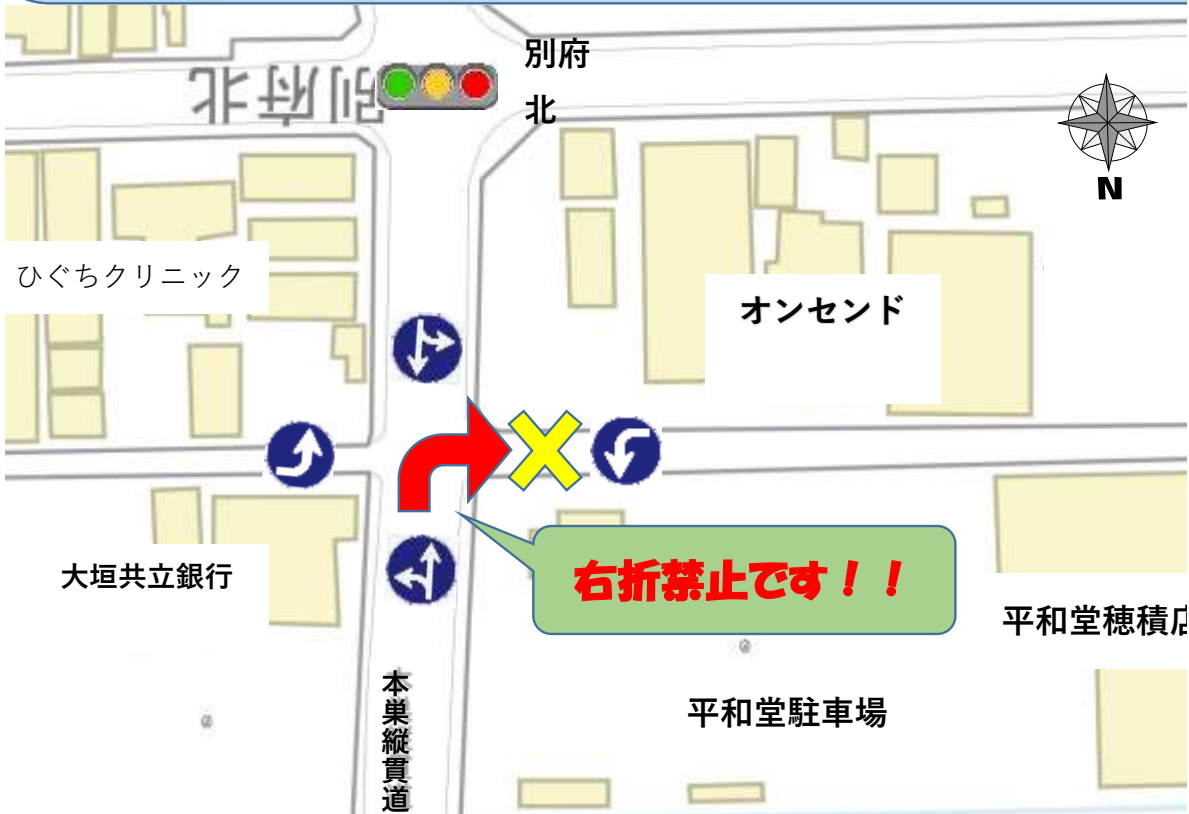 別府
北
別府北
N
ひぐちクリニック
オンセンド
大垣共立銀行
右折禁止です！！
平和堂穂積店
平和堂駐車場
本巣縦貫道